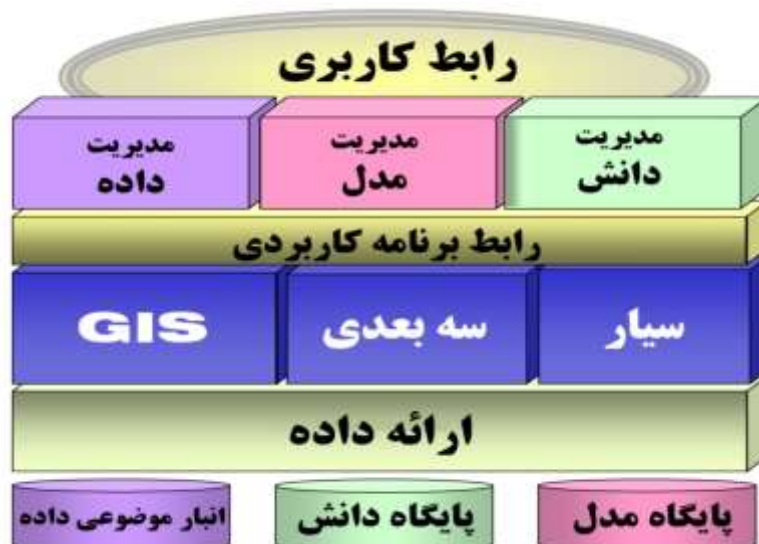 رابط کاربری
مدیریت
دانش
مدیریت
مدل
مدیریت
داده
رابط برنامه کاربردی
سیار
سه بعدی
GIS
ارائه داده
پایگاه مدل
پایگاه دانش
انبار موضوعی داده